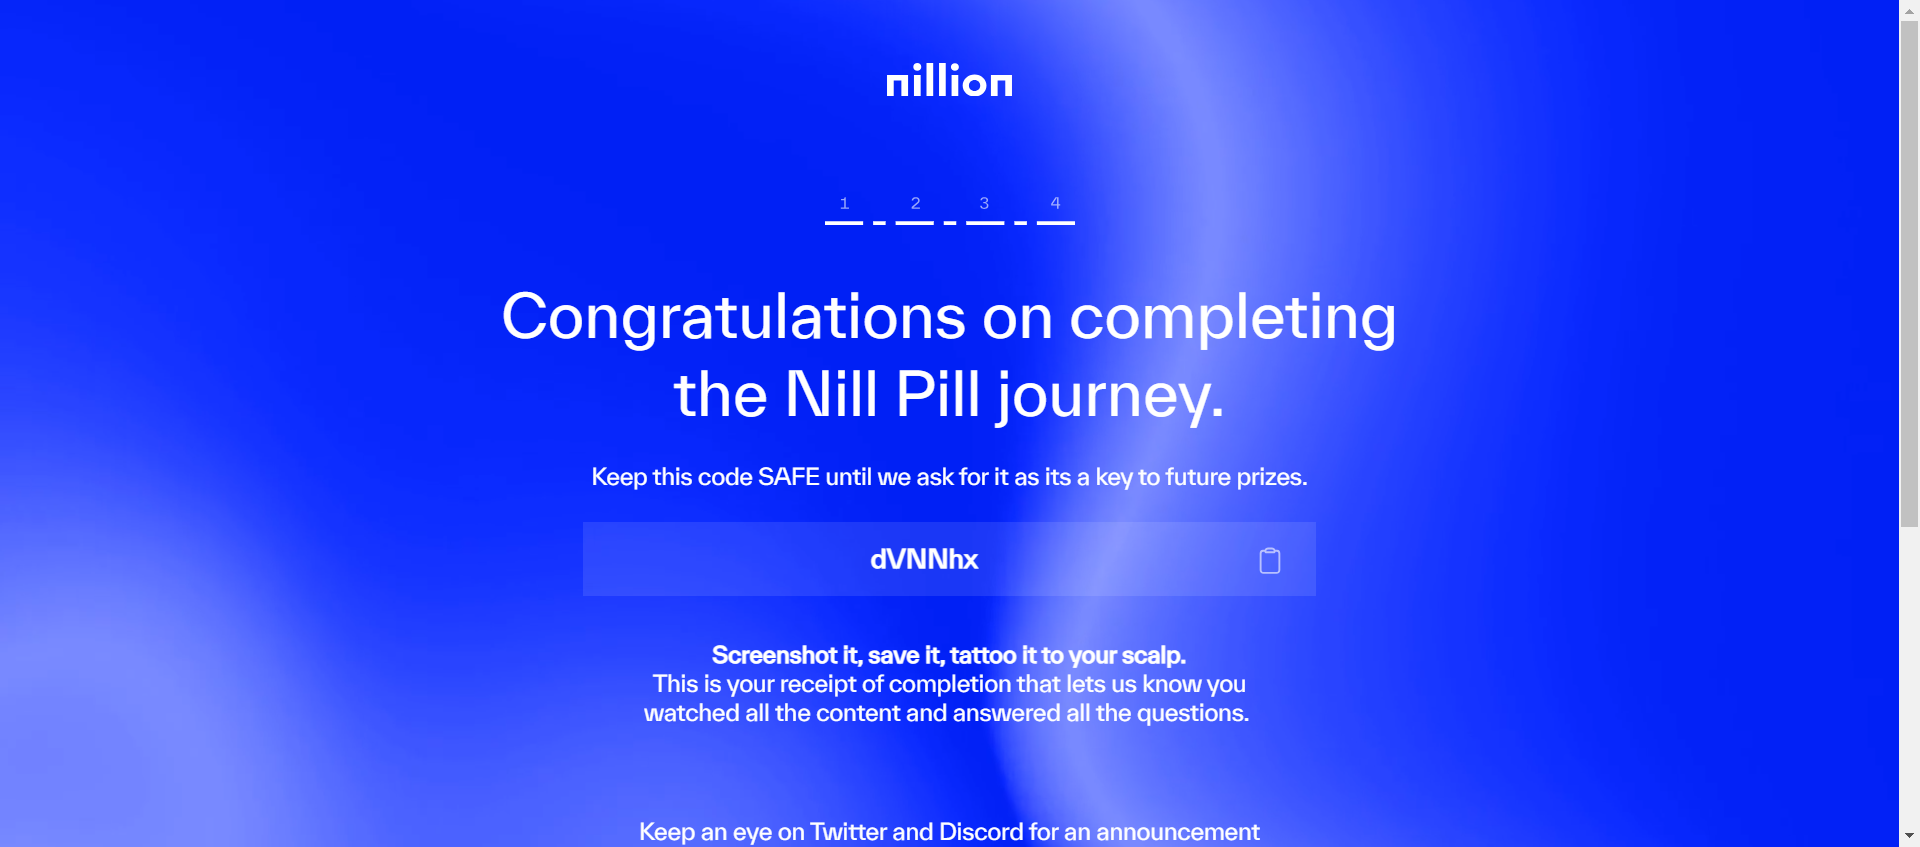 nillion
1 2 3 4
Congratulations on completing
the Nill Pill journey.
Keep this code SAFE until we ask for it as its a key to future prizes.
dVNNhx
Screenshot it, save it, tattoo it to your scalp.
This is your receipt of completion that lets us know you
watched all the content and answered all the questions.
Keep an eye on Twitter and Discord for an announcement